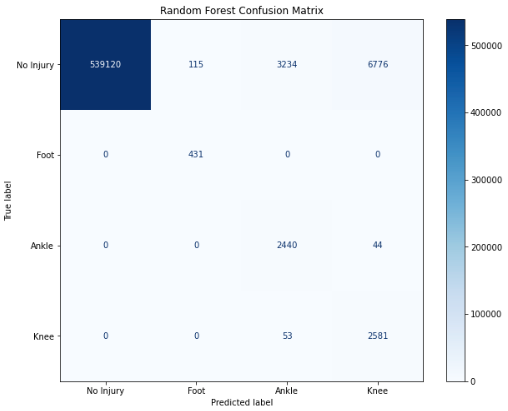 Random Forest Confusion Matrix
No Injury 539120 115 3234 6776
Foot 0 431 0 0
Ankle 0 0 2440 44
Knee 0 0 53 2581
No Injury Foot Ankle Knee
Predicted label
True label
500000
400000
300000
200000
100000
0